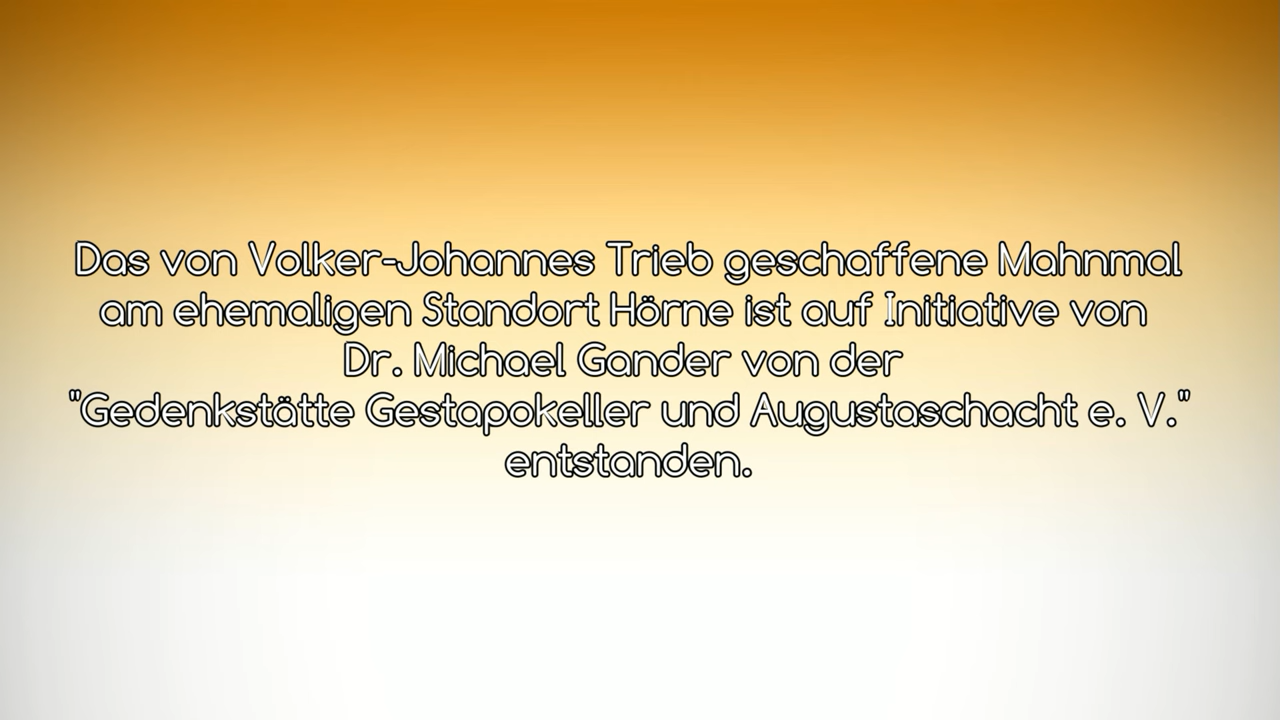 Das von Volker-Johannes Trieb geschaffene Mahnmal
am ehemaligen Standort Hörne ist auf Initiative von
Dr. Michael Gander von der
"Gedenkstätte Gestapokeller und Augustaschacht e. V."
entstanden.